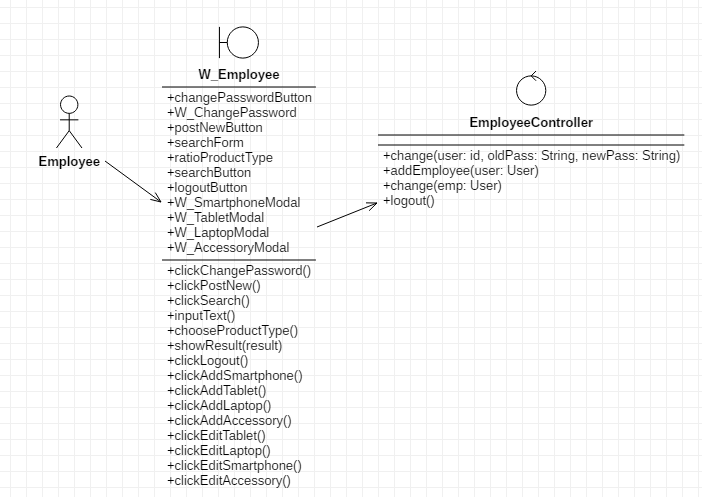 Employee
W_Employee
+changePasswordButton
+W_ChangePassword
+postNewButton
+searchForm
+ratioProductType
+searchButton
+logoutButton
+W_SmartphoneModal
+W_TabletModal
+W_LaptopModal
+W_AccessoryModal
+clickChangePassword()
+clickPostNew()
+clickSearch()
+inputText()
+chooseProductType()
+showResult(result)
+clickLogout()
+clickAddSmartphone()
+clickAddTablet()
+clickAddLaptop()
+clickAddAccessory()
+clickEditTablet()
+clickEditLaptop()
+clickEditSmartphone()
+clickEditAccessory()
EmployeeController
+change(user: id, oldPass: String, newPass: String)
+addEmployee(user: User)
+change(emp: User)
+logout()